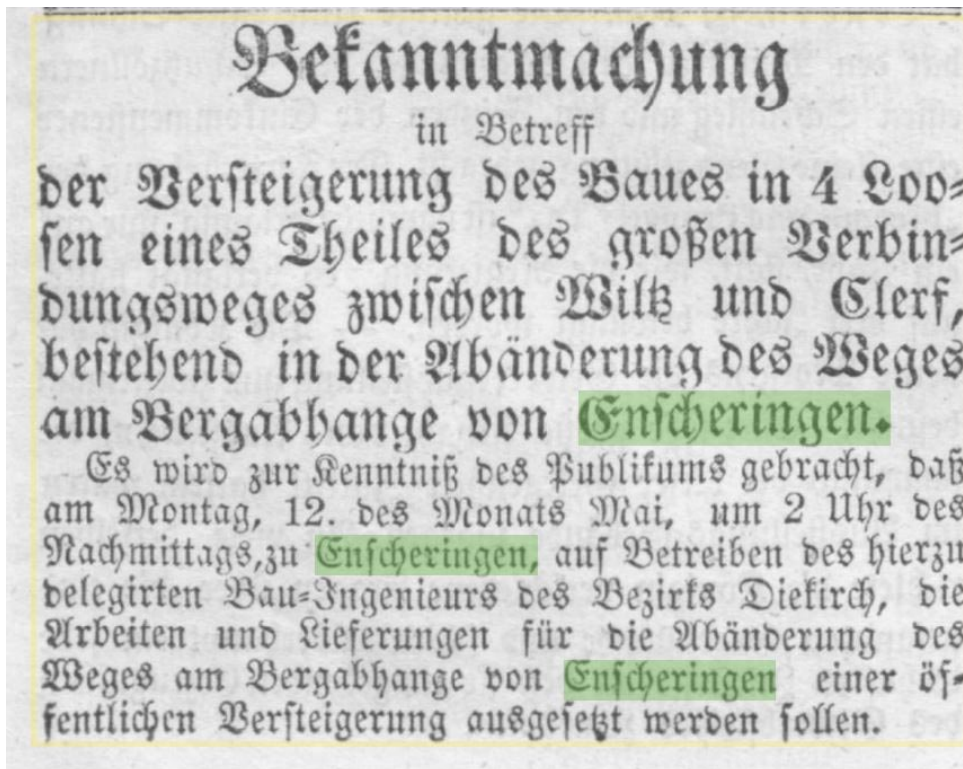 Bekanntmachung
in Betreff
der Versteigerung des Baues in 4 Loo-
sen eines Theiles des großen Verbin-
dungsweges zwischen Wiltz und Clerf,
bestehend in der Abänderung des Weges
am Bergabhange von Enscheringen.
Es wird zur Kenntniß des Publikums gebracht, daß
am Montag, 12. des Monats Mai, um 2 Uhr des
Nachmittags, zu Enscheringen, auf Betreiben des hierzu
delegirten Bau-Ingenieurs des Bezirks Diekirch, die
Arbeiten und Lieferungen für die Abänderung des
Weges am Bergabhange von Enscheringen einer öf-
fentlichen Versteigerung ausgesetzt werden sollen.